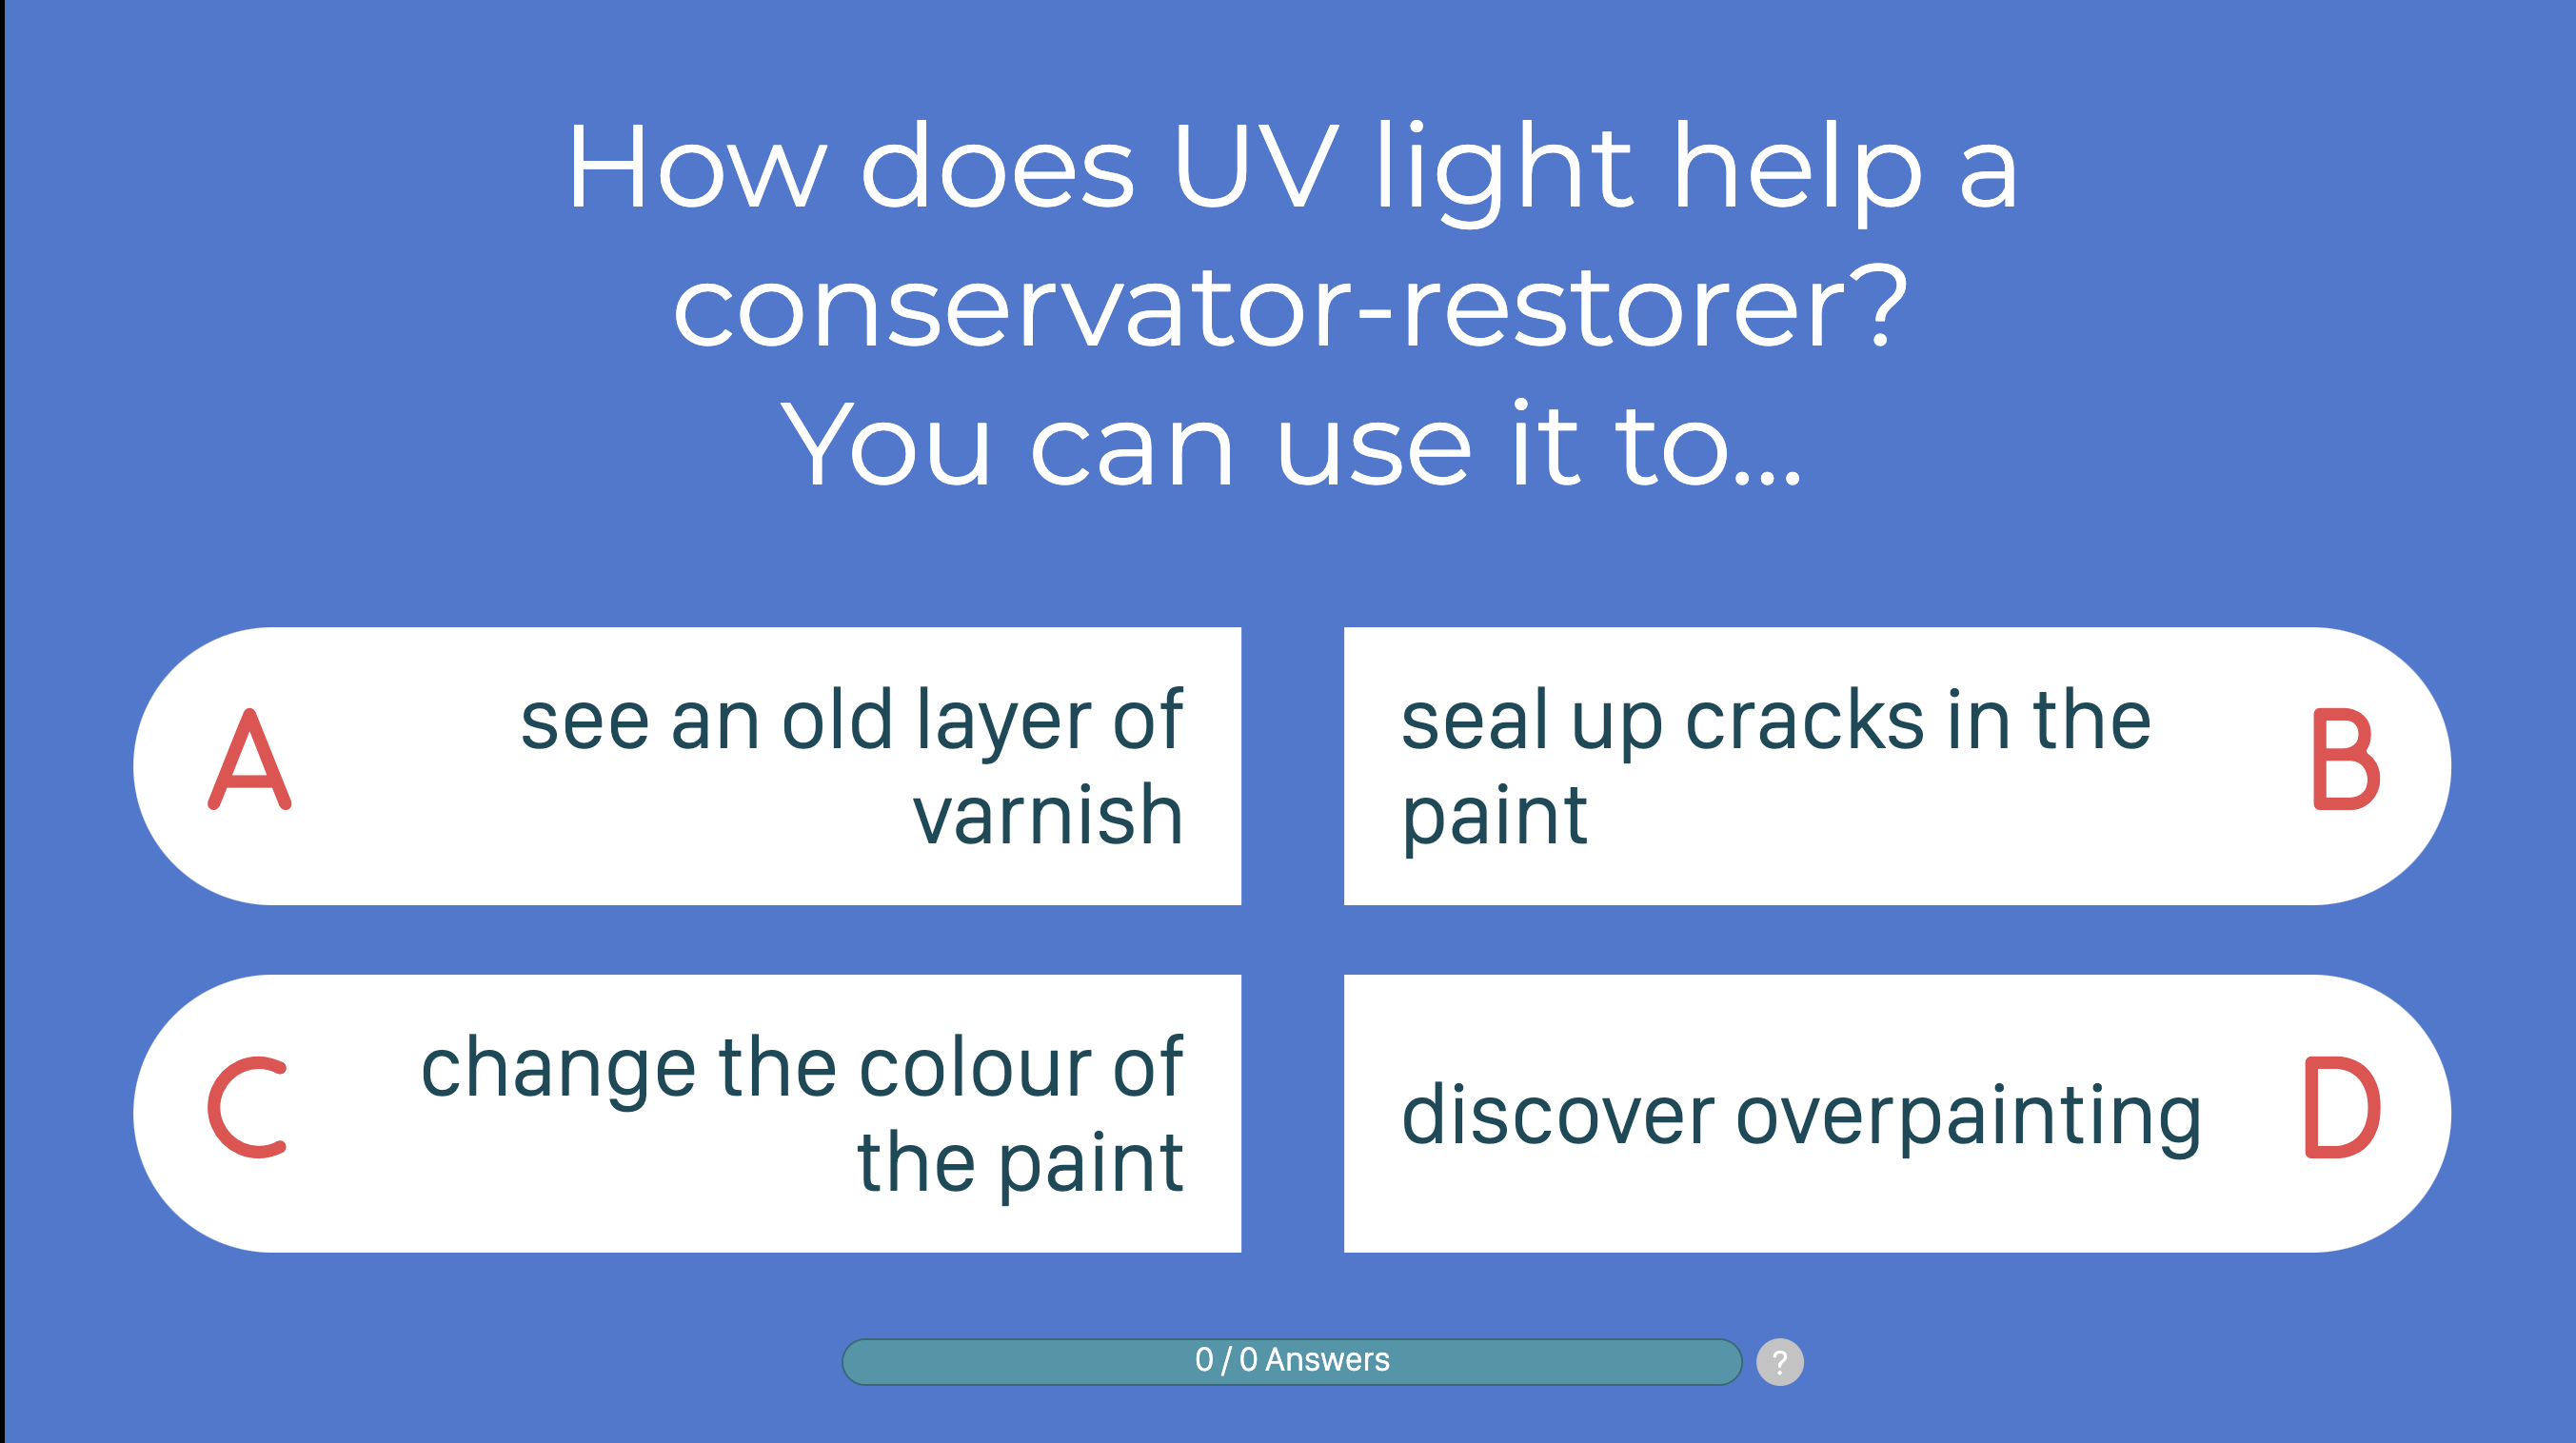 How does UV light help a
conservator-restorer?
You can use it to...
A
see an old layer of
varnish
seal up cracks in the
paint
B
C
change the colour of
the paint
discover overpainting
D
0 / 0 Answers
?